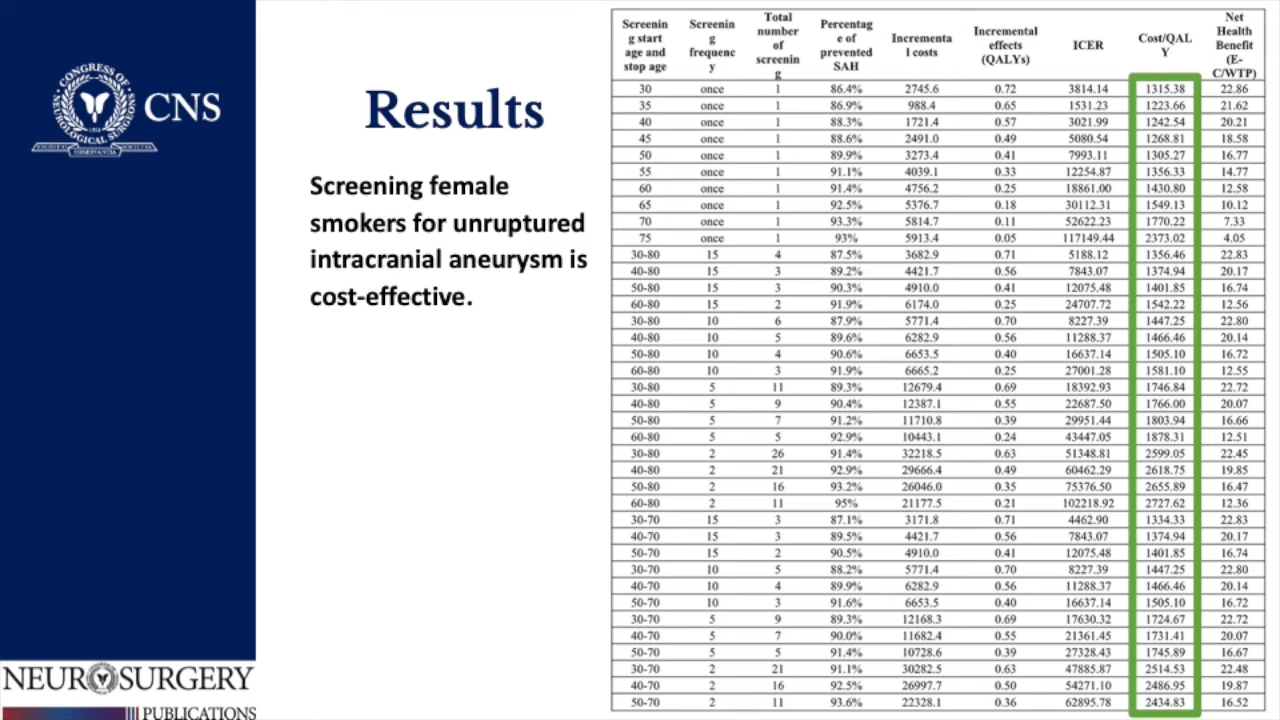 CONGRESS OF
NEUROLOGICAL SURGEONS
1951
CNS
Results
Screening female
smokers for unruptured
intracranial aneurysm is
cost-effective.
Screenin
g start
age and
stop age
Screenin
g
frequenc
y
Total
number
of
screenin
g
Percentag
e of
prevented
SAH
Incrementa
l costs
Incremental
effects
(QALYs)
ICER
Cost/QAL
Y
Net
Health
Benefit
(E-
C/WTP)
30 once 1 86.4% 2745.6 0.72 3814.14 1315.38 22.86
35 once 1 86.9% 988.4 0.65 1531.23 1223.66 21.62
40 once 1 88.3% 1721.4 0.57 3021.99 1242.54 20.21
45 once 1 88.6% 2491.0 0.49 5080.54 1268.81 18.58
50 once 1 89.9% 3273.4 0.41 7993.11 1305.27 16.77
55 once 1 91.1% 4039.1 0.33 12254.87 1356.33 14.77
60 once 1 91.4% 4756.2 0.25 18861.00 1430.80 12.58
65 once 1 92.5% 5376.7 0.18 30112.31 1549.13 10.12
70 once 1 93.3% 5814.7 0.11 52622.23 1770.22 7.33
75 once 1 93% 5913.4 0.05 117149.44 2373.02 4.05
30-80 15 4 87.5% 3682.9 0.71 5188.12 1356.46 22.83
40-80 15 3 89.2% 4421.7 0.56 7843.07 1374.94 20.17
50-80 15 3 90.3% 4910.0 0.41 12075.48 1401.85 16.74
60-80 15 2 91.9% 6174.0 0.25 24707.72 1542.22 12.56
30-80 10 6 87.9% 5771.4 0.70 8227.39 1447.25 22.80
40-80 10 5 89.6% 6282.9 0.56 11288.37 1466.46 20.14
50-80 10 4 90.6% 6653.5 0.40 16637.14 1505.10 16.72
60-80 10 3 91.9% 6665.2 0.25 27001.28 1581.10 12.55
30-80 5 11 89.3% 12679.4 0.69 18392.93 1746.84 22.72
40-80 5 9 90.4% 12387.1 0.55 22687.50 1766.00 20.07
50-80 5 7 91.2% 11710.8 0.39 29951.44 1803.94 16.66
60-80 5 5 92.9% 10443.1 0.24 43447.05 1878.31 12.51
30-80 2 26 91.4% 32218.5 0.63 51348.81 2599.05 22.45
40-80 2 21 92.9% 29666.4 0.49 60462.29 2618.75 19.85
50-80 2 16 93.2% 26046.0 0.35 75376.50 2655.89 16.47
60-80 2 11 95% 21177.5 0.21 102218.92 2727.62 12.36
30-70 15 3 87.1% 3171.8 0.71 4462.90 1334.33 22.83
40-70 15 3 89.5% 4421.7 0.56 7843.07 1374.94 20.17
50-70 15 2 90.5% 4910.0 0.41 12075.48 1401.85 16.74
30-70 10 5 88.2% 5771.4 0.70 8227.39 1447.25 22.80
40-70 10 4 89.9% 6282.9 0.56 11288.37 1466.46 20.14
50-70 10 3 91.6% 6653.5 0.40 16637.14 1505.10 16.72
30-70 5 9 89.3% 12168.3 0.69 17630.32 1724.67 22.72
40-70 5 7 90.0% 11682.4 0.55 21361.45 1731.41 20.07
50-70 5 5 91.4% 10728.6 0.39 27328.43 1745.89 16.67
30-70 2 21 91.1% 30282.5 0.63 47885.87 2514.53 22.48
40-70 2 16 92.5% 26997.7 0.50 54271.10 2486.95 19.87
50-70 2 11 93.6% 22328.1 0.36 62895.78 2434.83 16.52
NEUROSURGERY
PUBLICATIONS